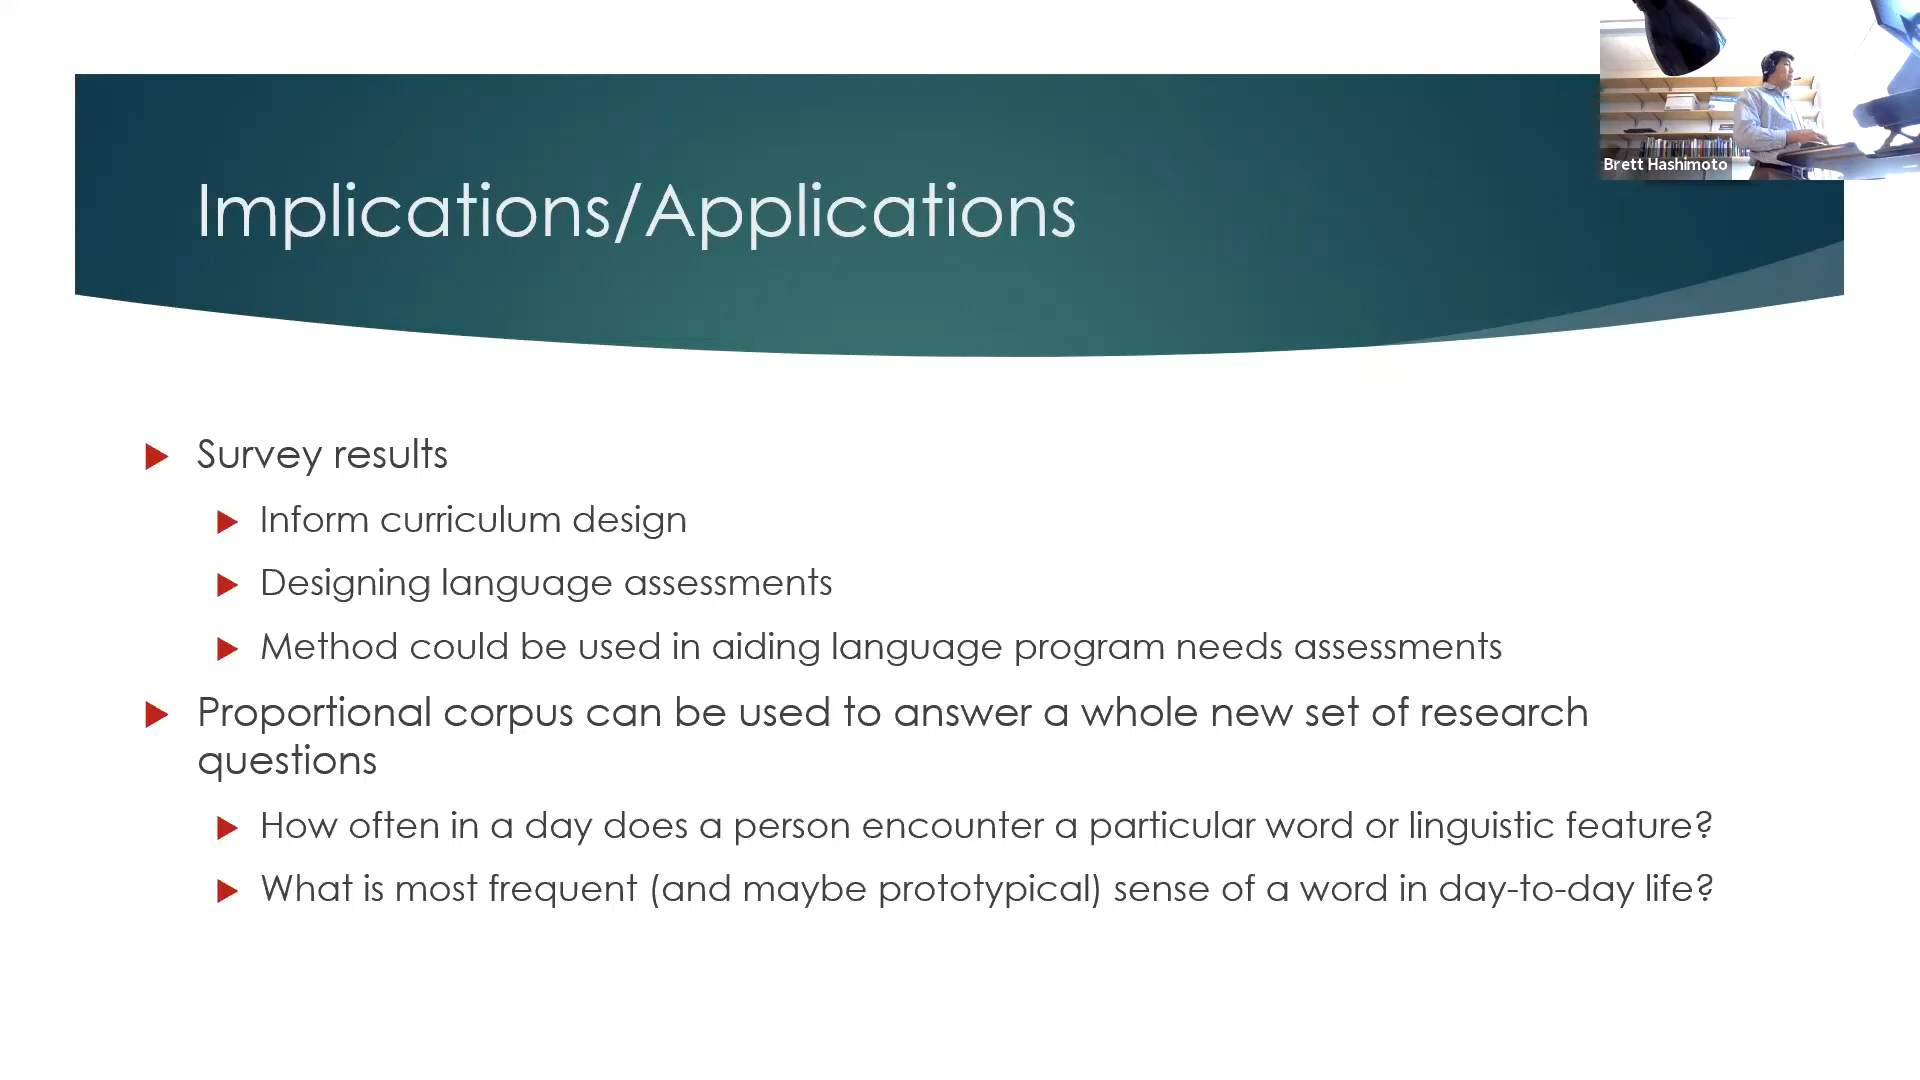 Brett Hashimoto
Implications/Applications
Survey results
Inform curriculum design
Designing language assessments
Method could be used in aiding language program needs assessments
Proportional corpus can be used to answer a whole new set of research
questions
How often in a day does a person encounter a particular word or linguistic feature?
What is most frequent (and maybe prototypical) sense of a word in day-to-day life?